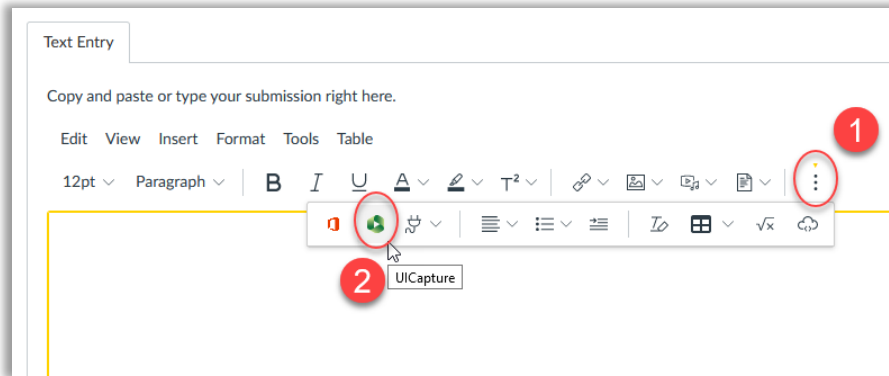 Text Entry
Copy and paste or type your submission right here.
Edit View Insert Format Tools Table
1
12pt Paragraph B I U A T²
√x
2
UICapture